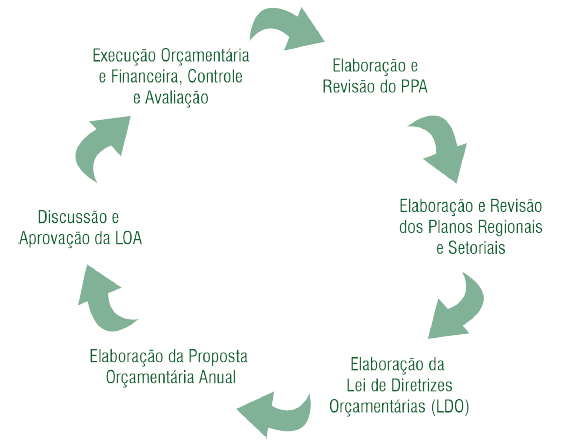 Execução Orçamentária
e Financeira, Controle
e Avaliação
Elaboração e
Revisão do PPA
Elaboração e Revisão
dos Planos Regionais
e Setoriais
Elaboração da
Lei de Diretrizes
Orçamentárias (LDO)
Elaboração da Proposta
Orçamentária Anual
Discussão e
Aprovação da LOA